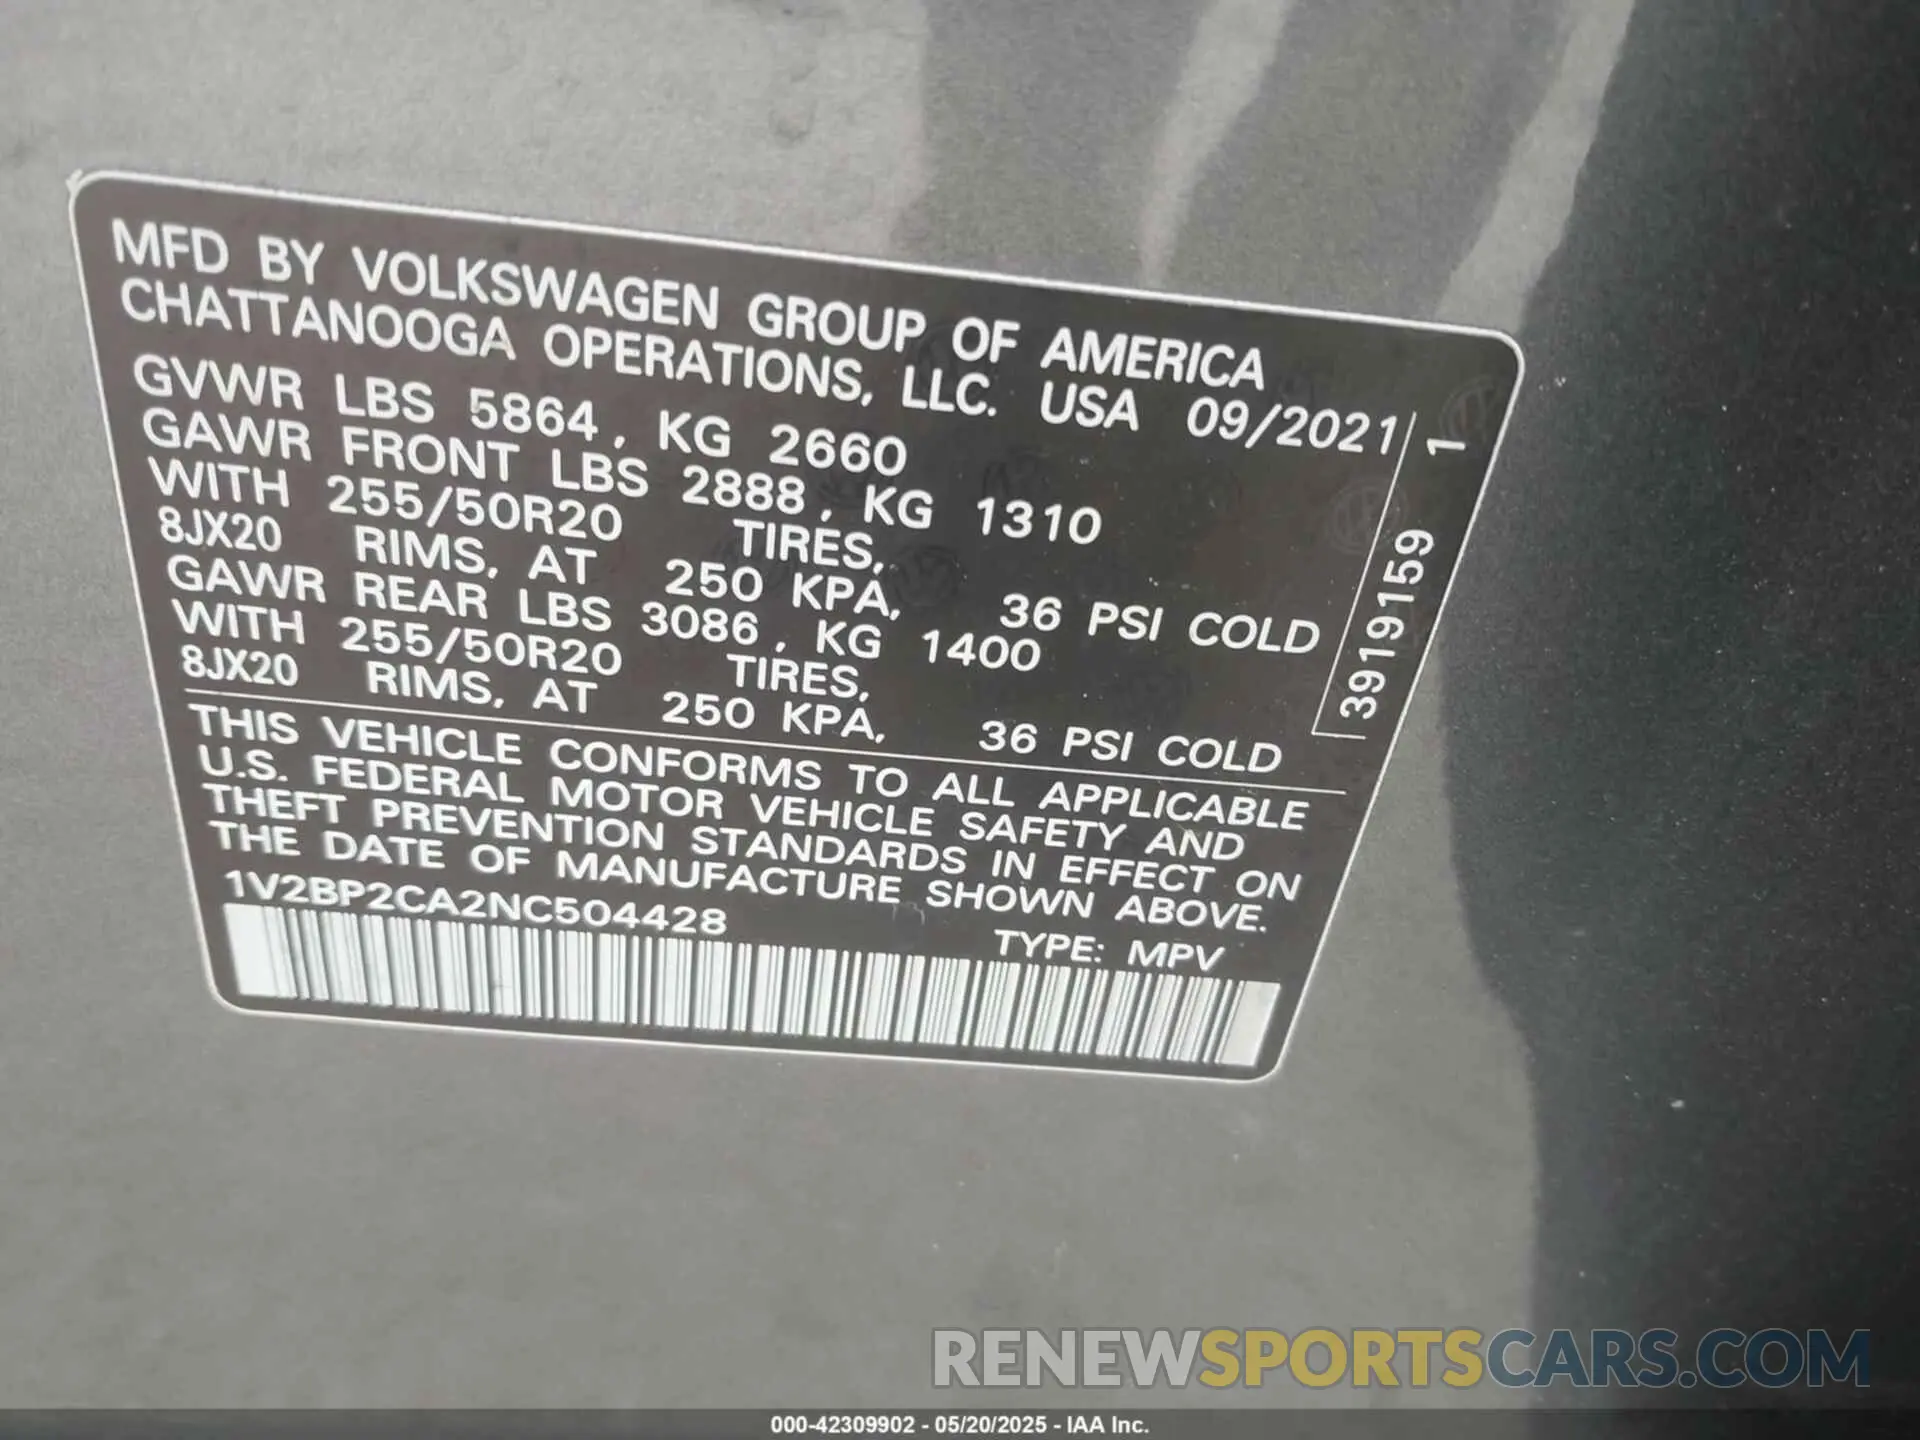 MFD BY VOLKSWAGEN GROUP OF AMERICA
CHATTANOOGA OPERATIONS, LLC. USA 09/2021
GVWR LBS 5864, KG 2660
GAWR FRONT LBS 2888, KG 1310
WITH 255/50R20 TIRES,
8JX20 RIMS, AT 250 KPA, 36 PSI COLD
GAWR REAR LBS 3086, KG 1400
WITH 255/50R20 TIRES,
8JX20 RIMS, AT 250 KPA, 36 PSI COLD
3919159 1
THIS VEHICLE CONFORMS TO ALL APPLICABLE
U.S. FEDERAL MOTOR VEHICLE SAFETY AND
THEFT PREVENTION STANDARDS IN EFFECT ON
THE DATE OF MANUFACTURE SHOWN ABOVE.
1V2BP2CA2NC504428
TYPE: MPV
RENEWSPORTSCARS.COM
000-42309902 - 05/20/2025 - IAA Inc.